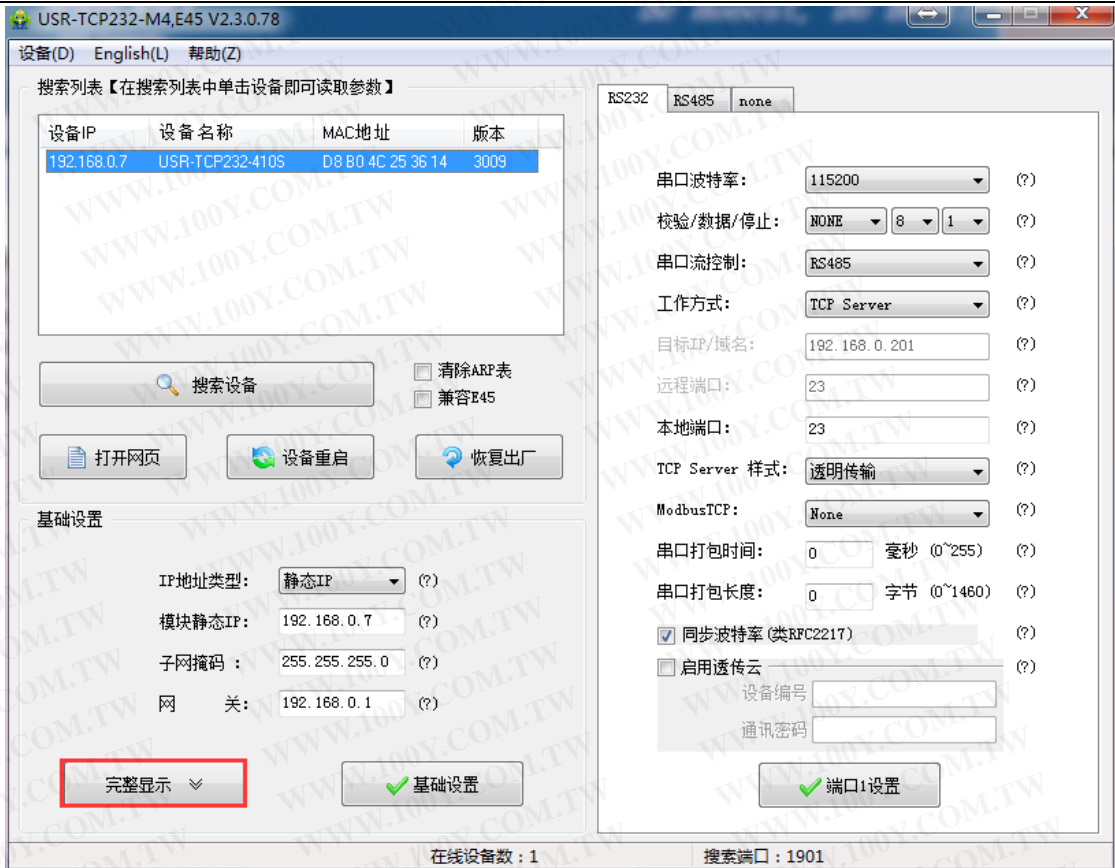 USR-TCP232-M4,E45 V2.3.0.78
设备(D) English(L) 帮助(Z)
搜索列表【在搜索列表中单击设备即可读取参数】
设备IP 设备名称 MAC地址 版本
192.168.0.7 USR-TCP232-410S D8 B0 4C 25 36 14 3009
搜索设备
清除ARP表
兼容E45
打开网页 设备重启 恢复出厂
基础设置
IP地址类型: 静态IP (?)
模块静态IP: 192.168.0.7 (?)
子网掩码 : 255.255.255.0 (?)
网 关: 192.168.0.1 (?)
完整显示 基础设置
RS232 RS485 none
串口波特率: 115200 (?)
校验/数据/停止: NONE 8 1 (?)
串口流控制: RS485 (?)
工作方式: TCP Server (?)
目标IP/域名: 192.168.0.201 (?)
远程端口: 23 (?)
本地端口: 23 (?)
TCP Server 样式: 透明传输 (?)
ModbusTCP: None (?)
串口打包时间: 0 毫秒 (0~255) (?)
串口打包长度: 0 字节 (0~1460) (?)
同步波特率(类RFC2217) (?)
启用透传云 (?)
设备编号
通讯密码
端口1设置
在线设备数：1 搜索端口：1901
WWW.100Y.COM.TW